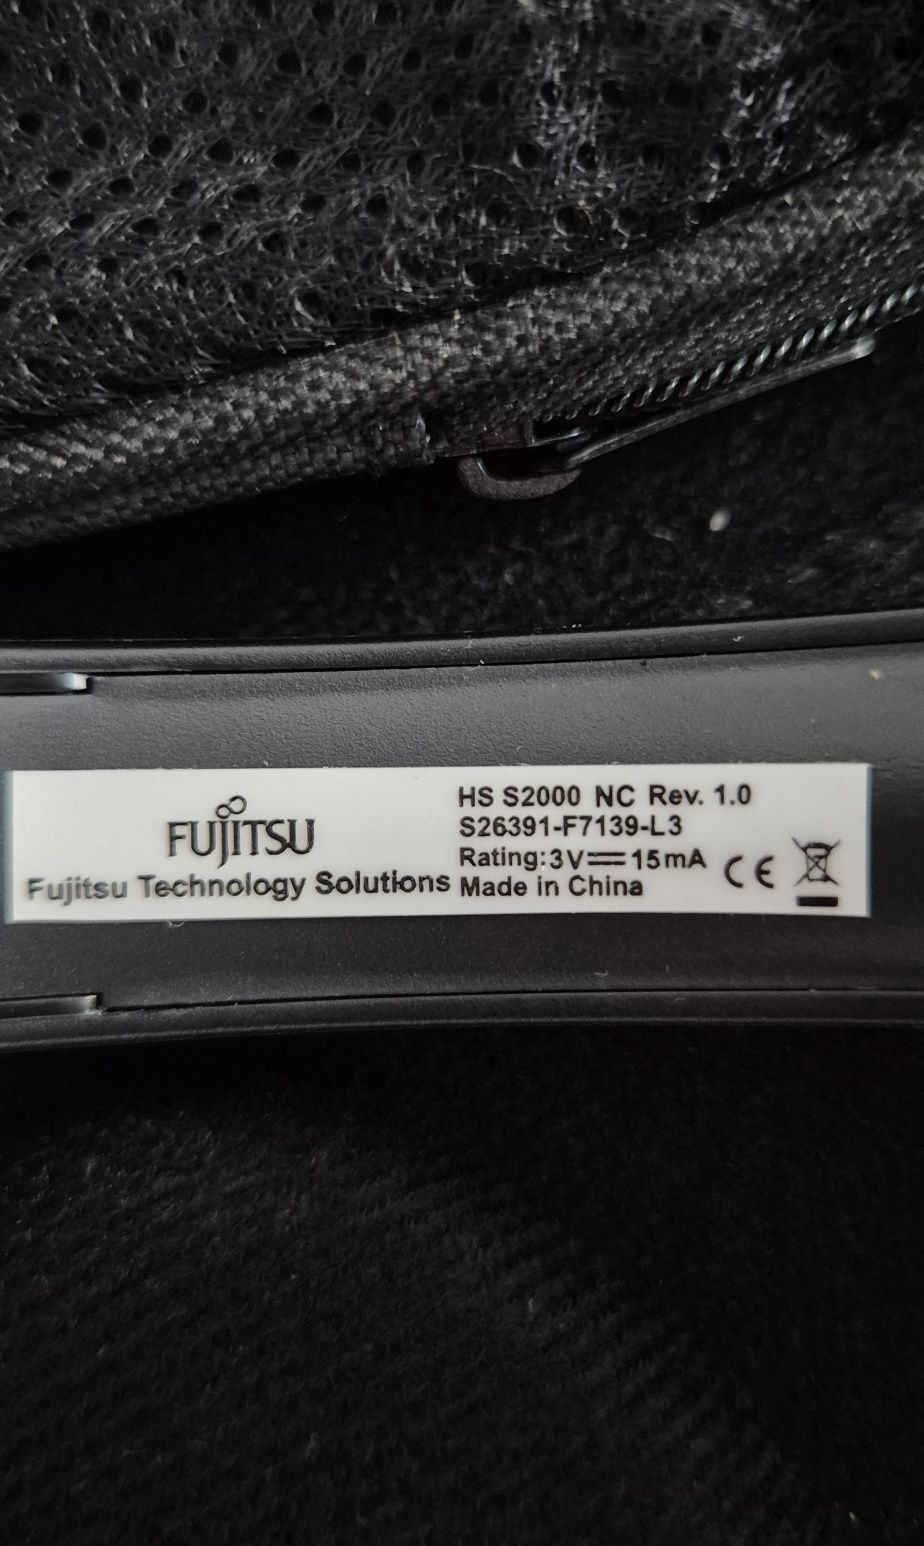 FUJITSU
Fujitsu Technology Solutions
HS S2000 NC Rev. 1.0
S26391-F7139-L3
Rating:3V⎓15mA
Made in China
CE